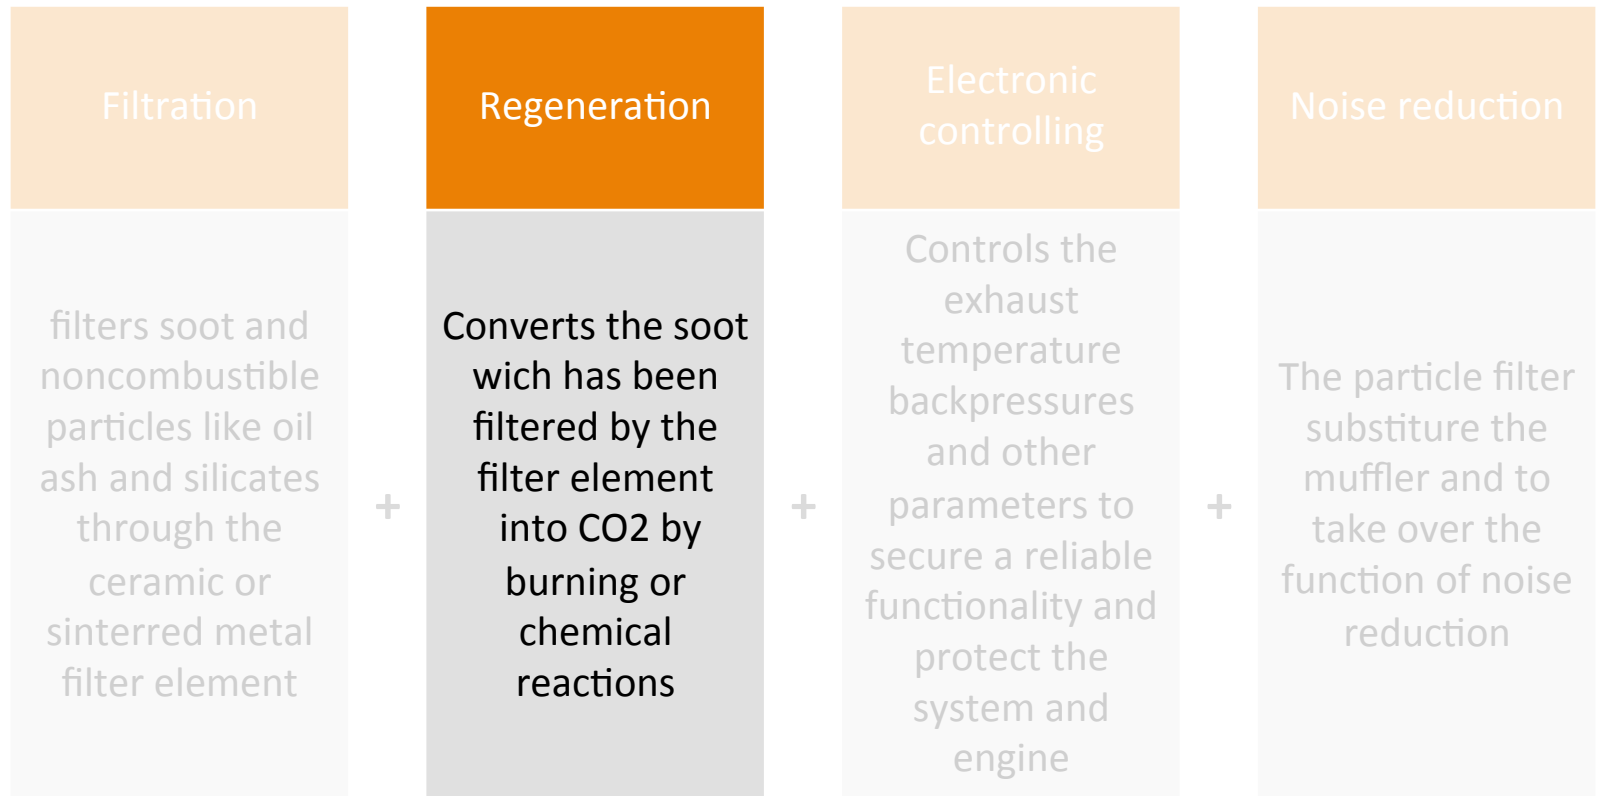 Filtration
filters soot and
noncombustible
particles like oil
ash and silicates
through the
ceramic or
sinterred metal
filter element
+
Regeneration
Converts the soot
wich has been
filtered by the
filter element
into CO2 by
burning or
chemical
reactions
+
Electronic
controlling
Controls the
exhaust
temperature
backpressures
and other
parameters to
secure a reliable
functionality and
protect the
system and
engine
+
Noise reduction
The particle filter
substiture the
muffler and to
take over the
function of noise
reduction